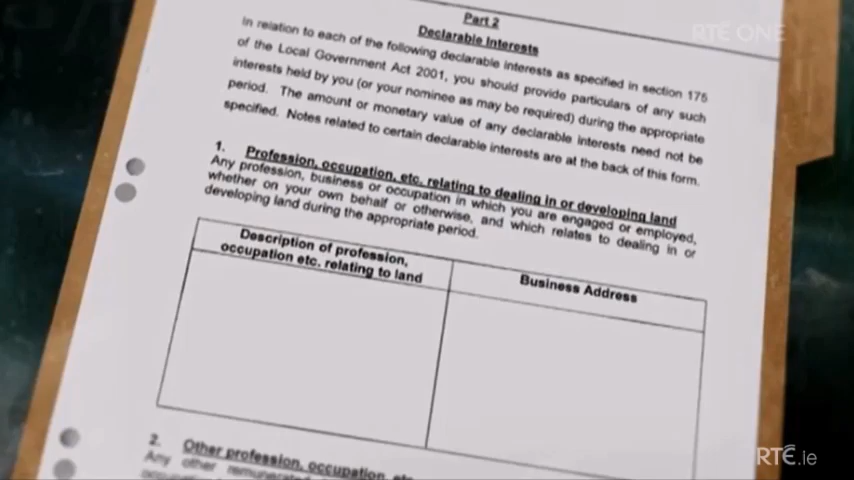 RTÉ ONE
Part 2
Declarable Interests
In relation to each of the following declarable interests as specified in section 175
of the Local Government Act 2001, you should provide particulars of any such
interests held by you (or your nominee as may be required) during the appropriate
period. The amount or monetary value of any declarable interests need not be
specified. Notes related to certain declarable interests are at the back of this form.
1. Profession, occupation, etc. relating to dealing in or developing land
Any profession, business or occupation in which you are engaged or employed,
whether on your own behalf or otherwise, and which relates to dealing in or
developing land during the appropriate period.
Description of profession,
occupation etc. relating to land
Business Address
2. Other profession, occupation, etc
Any other remunerated
RTÉ.ie